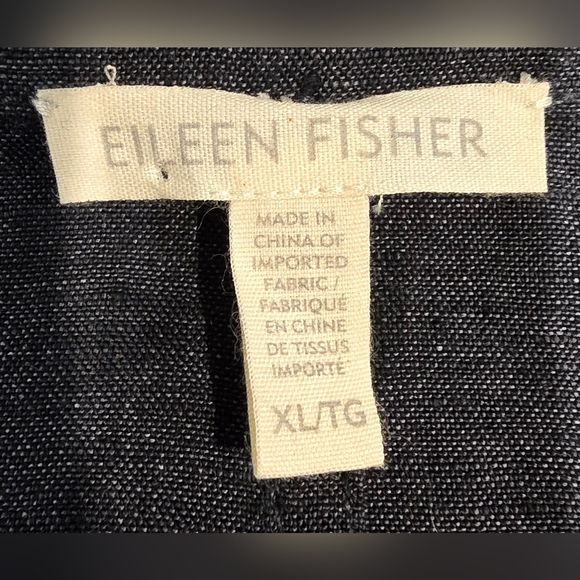 EILEEN FISHER
MADE IN
CHINA OF
IMPORTED
FABRIC /
FABRIQUÉ
EN CHINE
DE TISSUS
IMPORTÉ
XL/TG